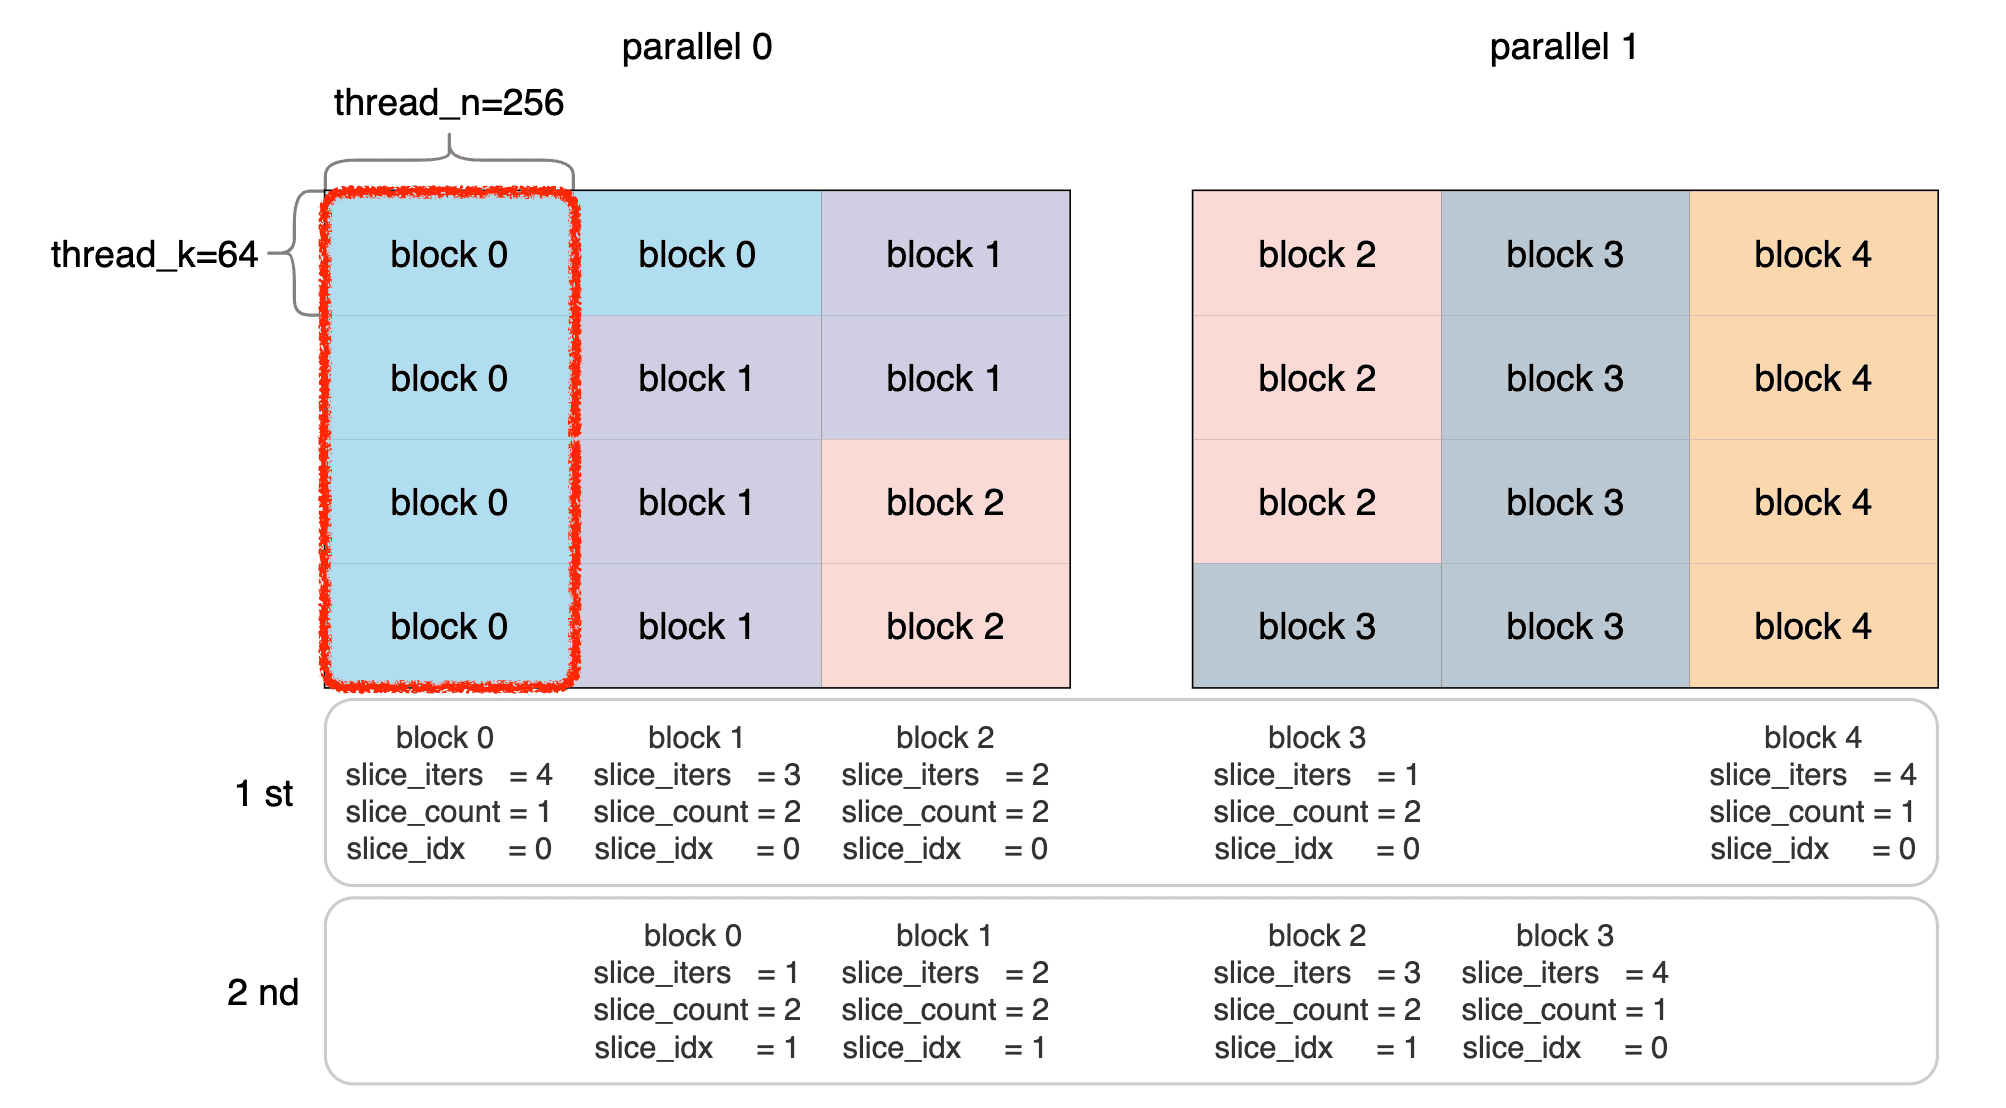 parallel 0 parallel 1
thread_n=256
thread_k=64
block 0 block 0 block 1 block 2 block 3 block 4
block 0 block 1 block 1 block 2 block 3 block 4
block 0 block 1 block 2 block 2 block 3 block 4
block 0 block 1 block 2 block 3 block 3 block 4
1 st
block 0
slice_iters = 4
slice_count = 1
slice_idx = 0
block 1
slice_iters = 3
slice_count = 2
slice_idx = 0
block 2
slice_iters = 2
slice_count = 2
slice_idx = 0
block 3
slice_iters = 1
slice_count = 2
slice_idx = 0
block 4
slice_iters = 4
slice_count = 1
slice_idx = 0
2 nd
block 0
slice_iters = 1
slice_count = 2
slice_idx = 1
block 1
slice_iters = 2
slice_count = 2
slice_idx = 1
block 2
slice_iters = 3
slice_count = 2
slice_idx = 1
block 3
slice_iters = 4
slice_count = 1
slice_idx = 0